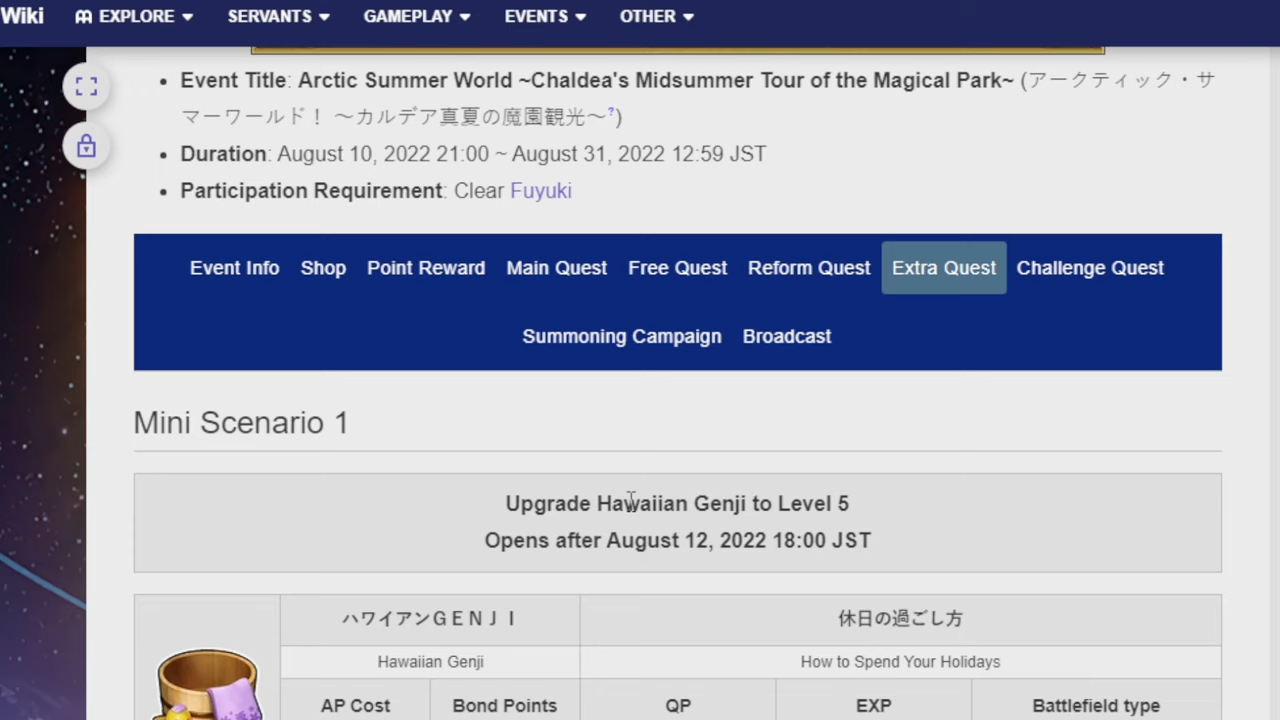 Wiki EXPLORE SERVANTS GAMEPLAY EVENTS OTHER
Event Title: Arctic Summer World ~Chaldea's Midsummer Tour of the Magical Park~ (アークティック・サ
マーワールド！ ～カルデア真夏の魔園観光～?)
Duration: August 10, 2022 21:00 ~ August 31, 2022 12:59 JST
Participation Requirement: Clear Fuyuki
Event Info Shop Point Reward Main Quest Free Quest Reform Quest Extra Quest Challenge Quest
Summoning Campaign Broadcast
Mini Scenario 1
Upgrade Hawaiian Genji to Level 5
Opens after August 12, 2022 18:00 JST
ハワイアンＧＥＮＪＩ 休日の過ごし方
Hawaiian Genji How to Spend Your Holidays
AP Cost Bond Points QP EXP Battlefield type